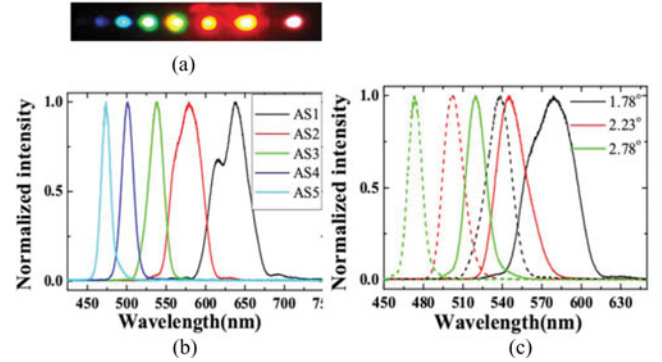 (a)
1.0
0.5
0.0
Normalized intensity
AS1
AS2
AS3
AS4
AS5
450 500 550 600 650 700 75
Wavelength(nm)
(b)
1.0
0.5
0.0
Normalized intensity
1.78°
2.23°
2.78°
450 480 510 540 570 600 630
Wavelength(nm)
(c)